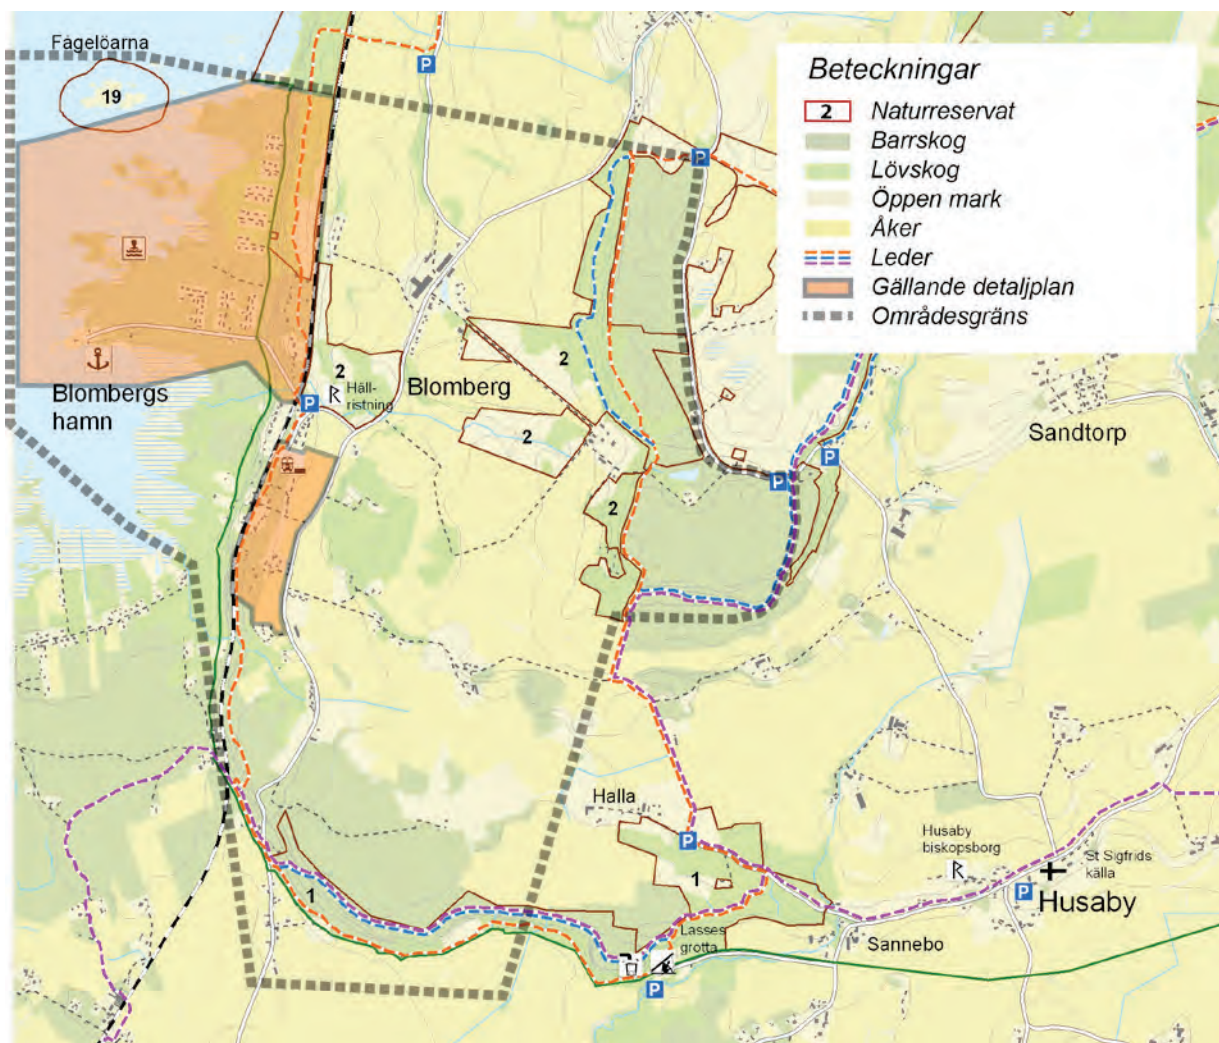 Fågelöarna
19
P
Beteckningar
2 Naturreservat
Barrskog
Lövskog
Öppen mark
Åker
Leder
Gällande detaljplan
Områdesgräns
P
2
Häll-
ristning
P
Blomberg
2
Blombergs
hamn
2
Sandtorp
P
P
2
Halla
P
1
Husaby
biskopsborg
St Sigfrids
källa
P
Husaby
1
Lasses
grotta
Sannebo
P